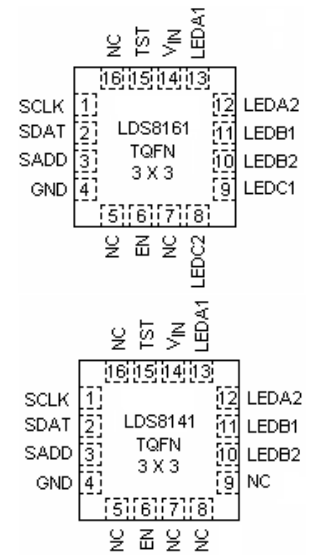 NC TST VIN LEDA1
16 15 14 13
SCLK 1 12 LEDA2
SDAT 2 LDS8161 11 LEDB1
SADD 3 TQFN 10 LEDB2
GND 4 3 X 3 9 LEDC1
5 6 7 8
NC EN NC LEDC2
NC TST VIN LEDA1
16 15 14 13
SCLK 1 12 LEDA2
SDAT 2 LDS8141 11 LEDB1
SADD 3 TQFN 10 LEDB2
GND 4 3 X 3 9 NC
5 6 7 8
NC EN NC NC